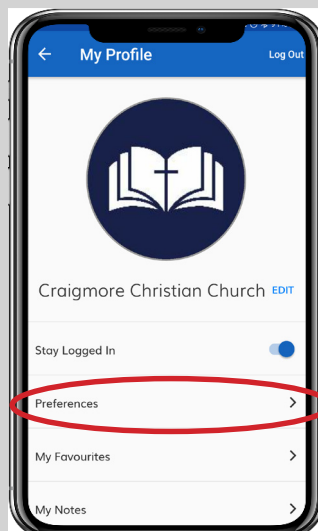 My Profile
Log Out
Craigmore Christian Church EDIT
Stay Logged In
Preferences
My Favourites
My Notes